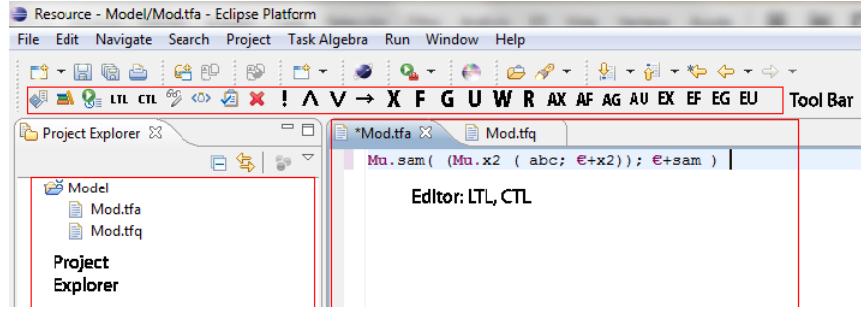 Resource - Model/Mod.tfa - Eclipse Platform
File Edit Navigate Search Project Task Algebra Run Window Help
LTL CTL ! Λ V → X F G U W R AX AF AG AU EX EF EG EU Tool Bar
Project Explorer
*Mod.tfa Mod.tfq
Mu.sam( (Mu.x2 ( abc; €+x2)); €+sam )
Model
Mod.tfa
Mod.tfq
Editor: LTL, CTL
Project
Explorer